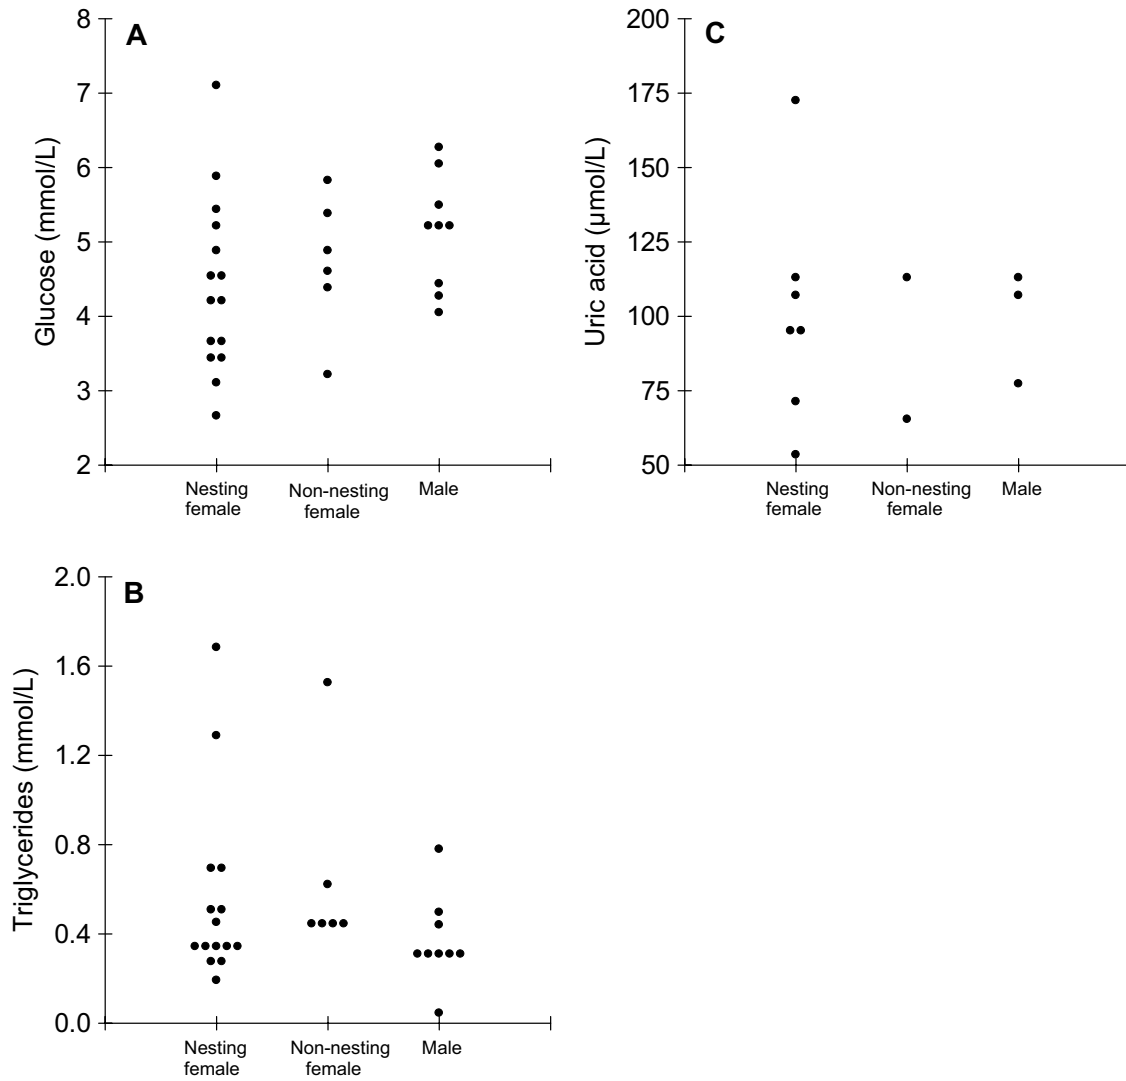 A
Glucose (mmol/L)
8
7
6
5
4
3
2
Nesting
female
Non-nesting
female
Male
C
Uric acid (μmol/L)
200
175
150
125
100
75
50
Nesting
female
Non-nesting
female
Male
B
Triglycerides (mmol/L)
2.0
1.6
1.2
0.8
0.4
0.0
Nesting
female
Non-nesting
female
Male